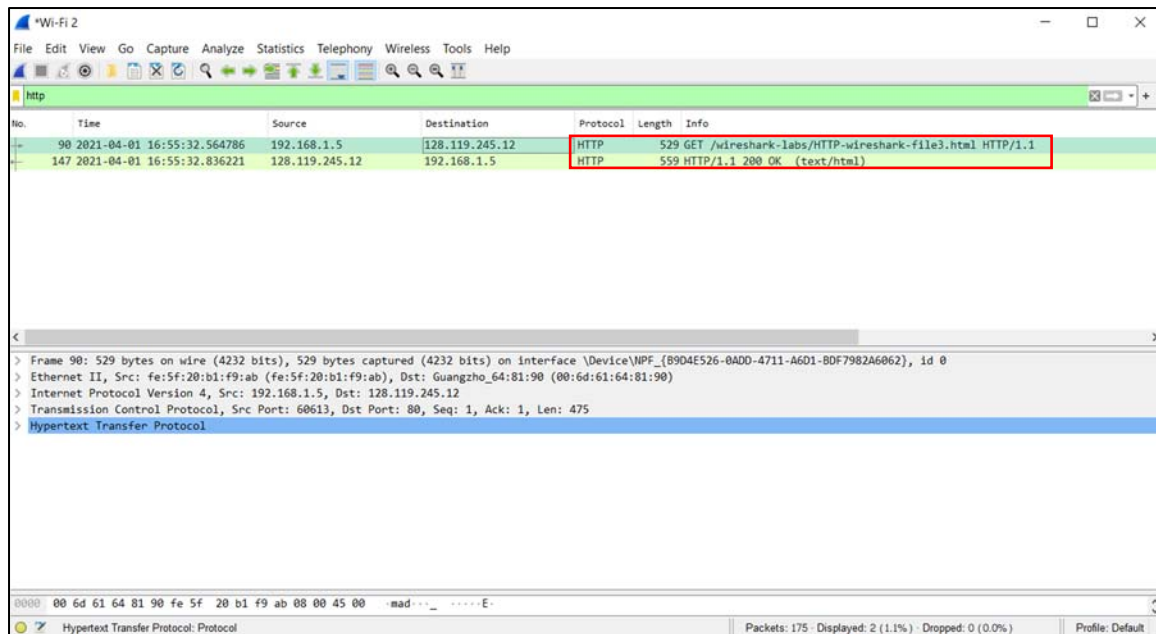 *Wi-Fi 2
File Edit View Go Capture Analyze Statistics Telephony Wireless Tools Help
http
No. Time Source Destination Protocol Length Info
90 2021-04-01 16:55:32.564786 192.168.1.5 128.119.245.12 HTTP 529 GET /wireshark-labs/HTTP-wireshark-file3.html HTTP/1.1
147 2021-04-01 16:55:32.836221 128.119.245.12 192.168.1.5 HTTP 559 HTTP/1.1 200 OK (text/html)
Frame 90: 529 bytes on wire (4232 bits), 529 bytes captured (4232 bits) on interface \Device\NPF_{B9D4E526-0ADD-4711-A6D1-BDF7982A6062}, id 0
Ethernet II, Src: fe:5f:20:b1:f9:ab (fe:5f:20:b1:f9:ab), Dst: Guangzho_64:81:90 (00:6d:61:64:81:90)
Internet Protocol Version 4, Src: 192.168.1.5, Dst: 128.119.245.12
Transmission Control Protocol, Src Port: 60613, Dst Port: 80, Seq: 1, Ack: 1, Len: 475
Hypertext Transfer Protocol
0000 00 6d 61 64 81 90 fe 5f 20 b1 f9 ab 08 00 45 00 ·mad···_ ·····E·
Hypertext Transfer Protocol: Protocol Packets: 175 · Displayed: 2 (1.1%) · Dropped: 0 (0.0%) Profile: Default